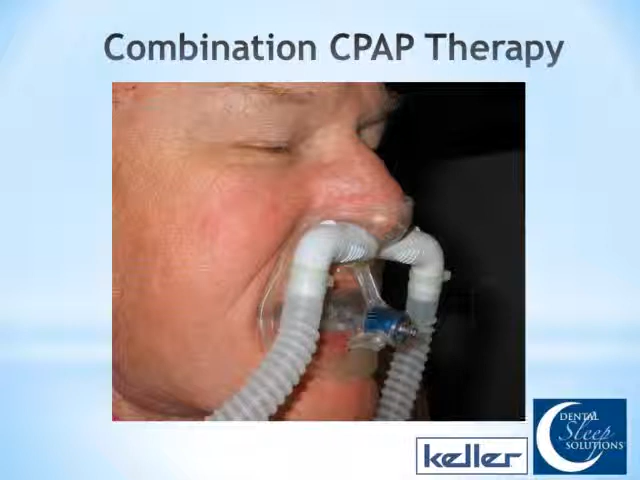 Combination CPAP Therapy
keller
DENTAL
Sleep
SOLUTIONS